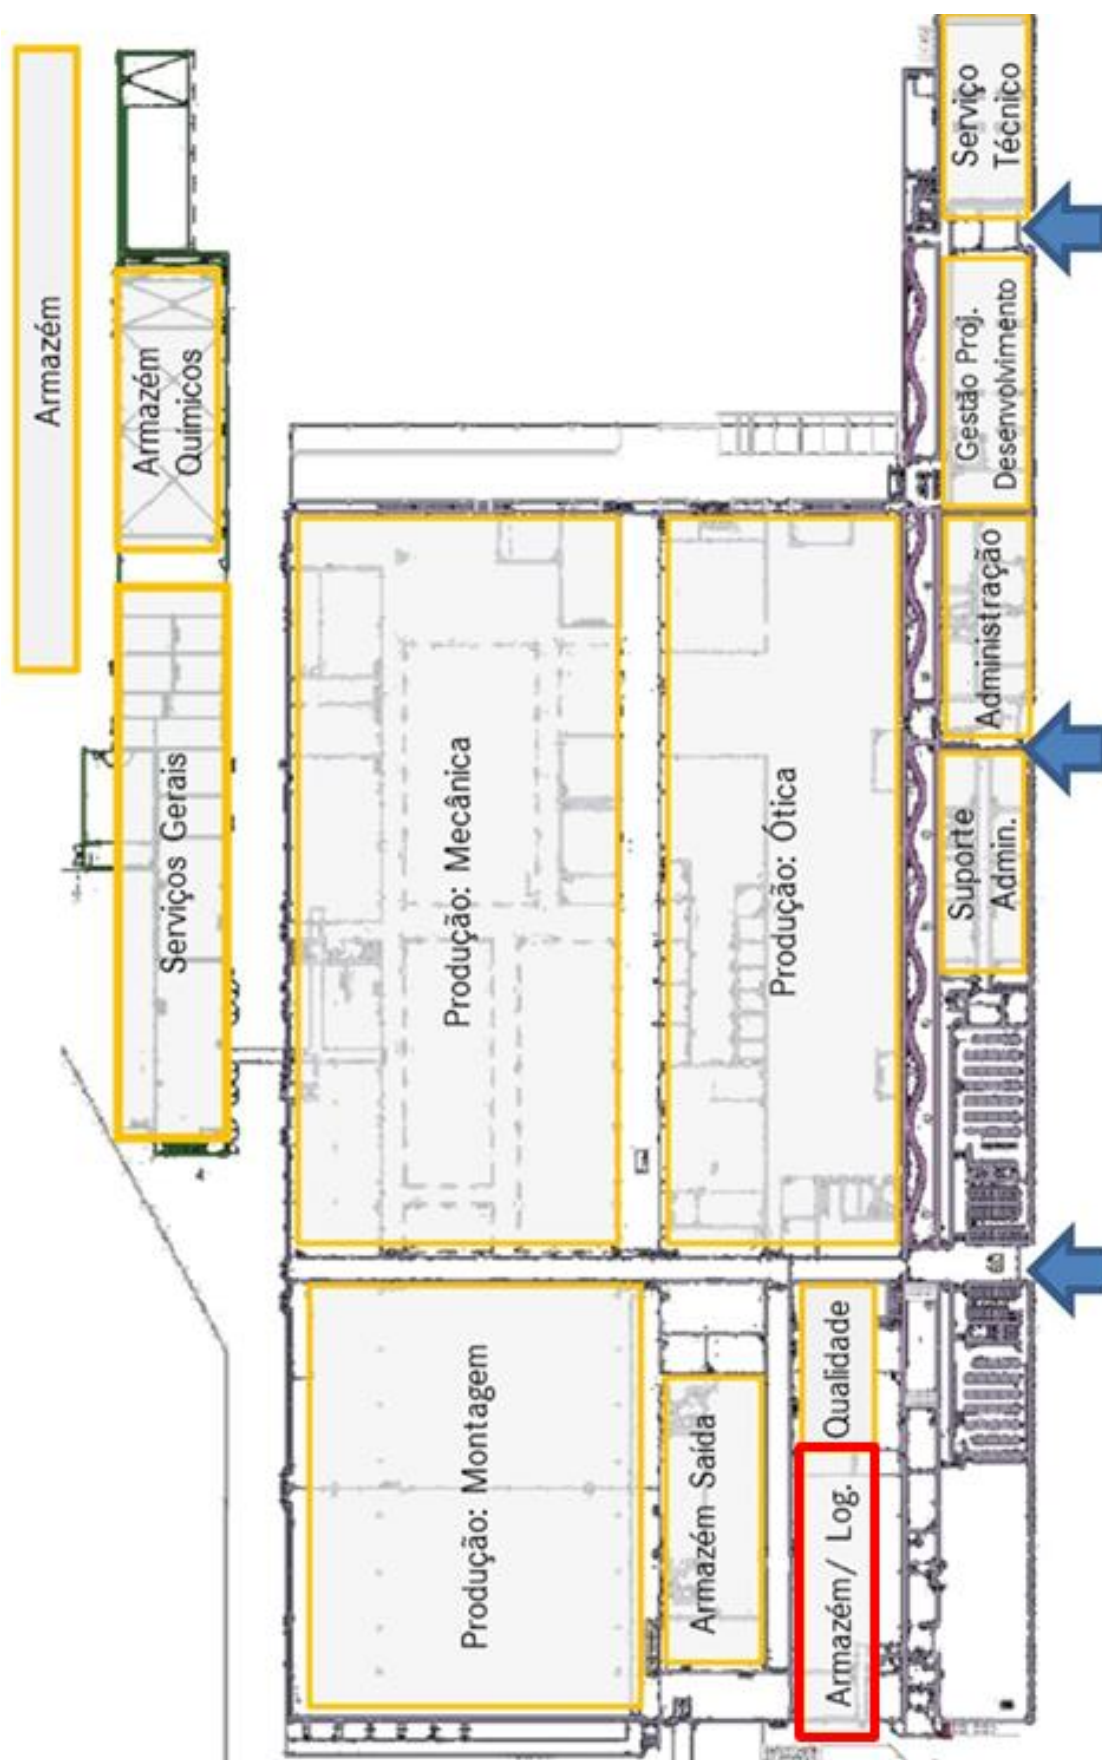 Armazém
Armazém
Químicos
Serviços Gerais
Produção: Mecânica
Produção: Ótica
Produção: Montagem
Armazém Saída
Qualidade
Armazém/ Log.
Serviço
Técnico
Gestão Proj.
Desenvolvimento
Administração
Suporte
Admin.